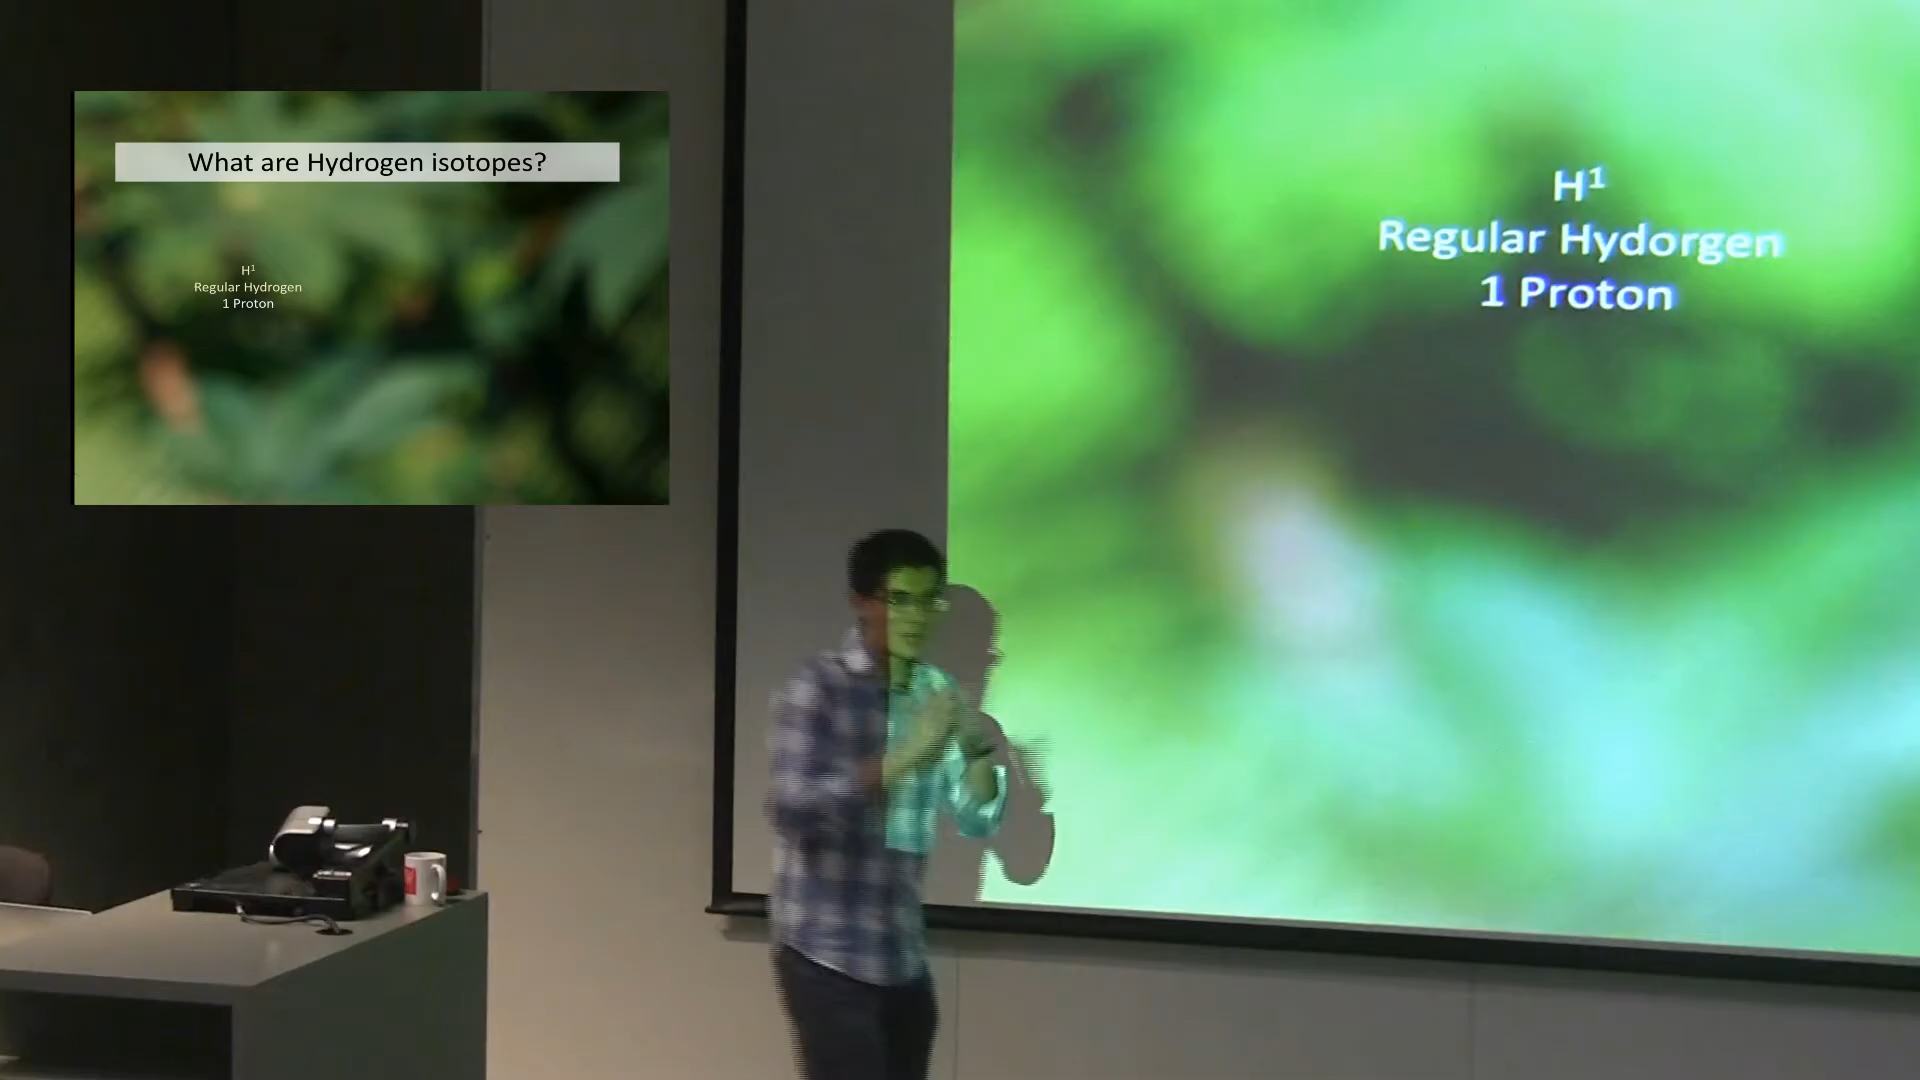 What are Hydrogen isotopes?
H¹
Regular Hydrogen
1 Proton
H¹
Regular Hydorgen
1 Proton